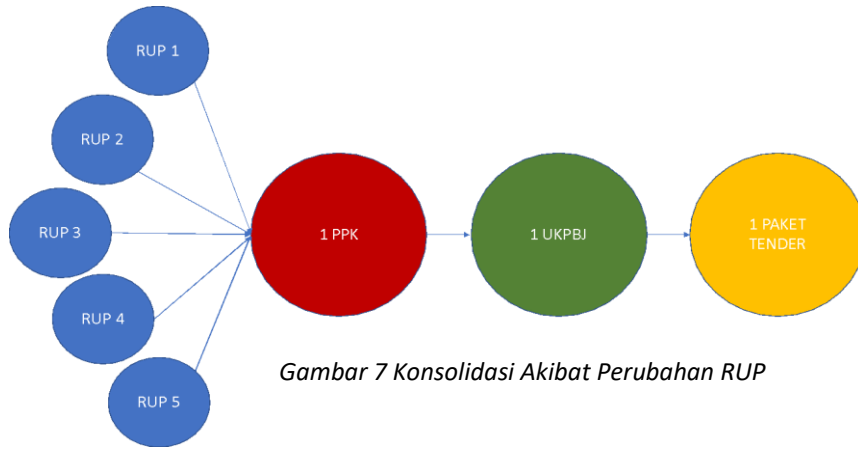 RUP 1
RUP 2
RUP 3
RUP 4
RUP 5
1 PPK
1 UKPBJ
1 PAKET
TENDER
Gambar 7 Konsolidasi Akibat Perubahan RUP